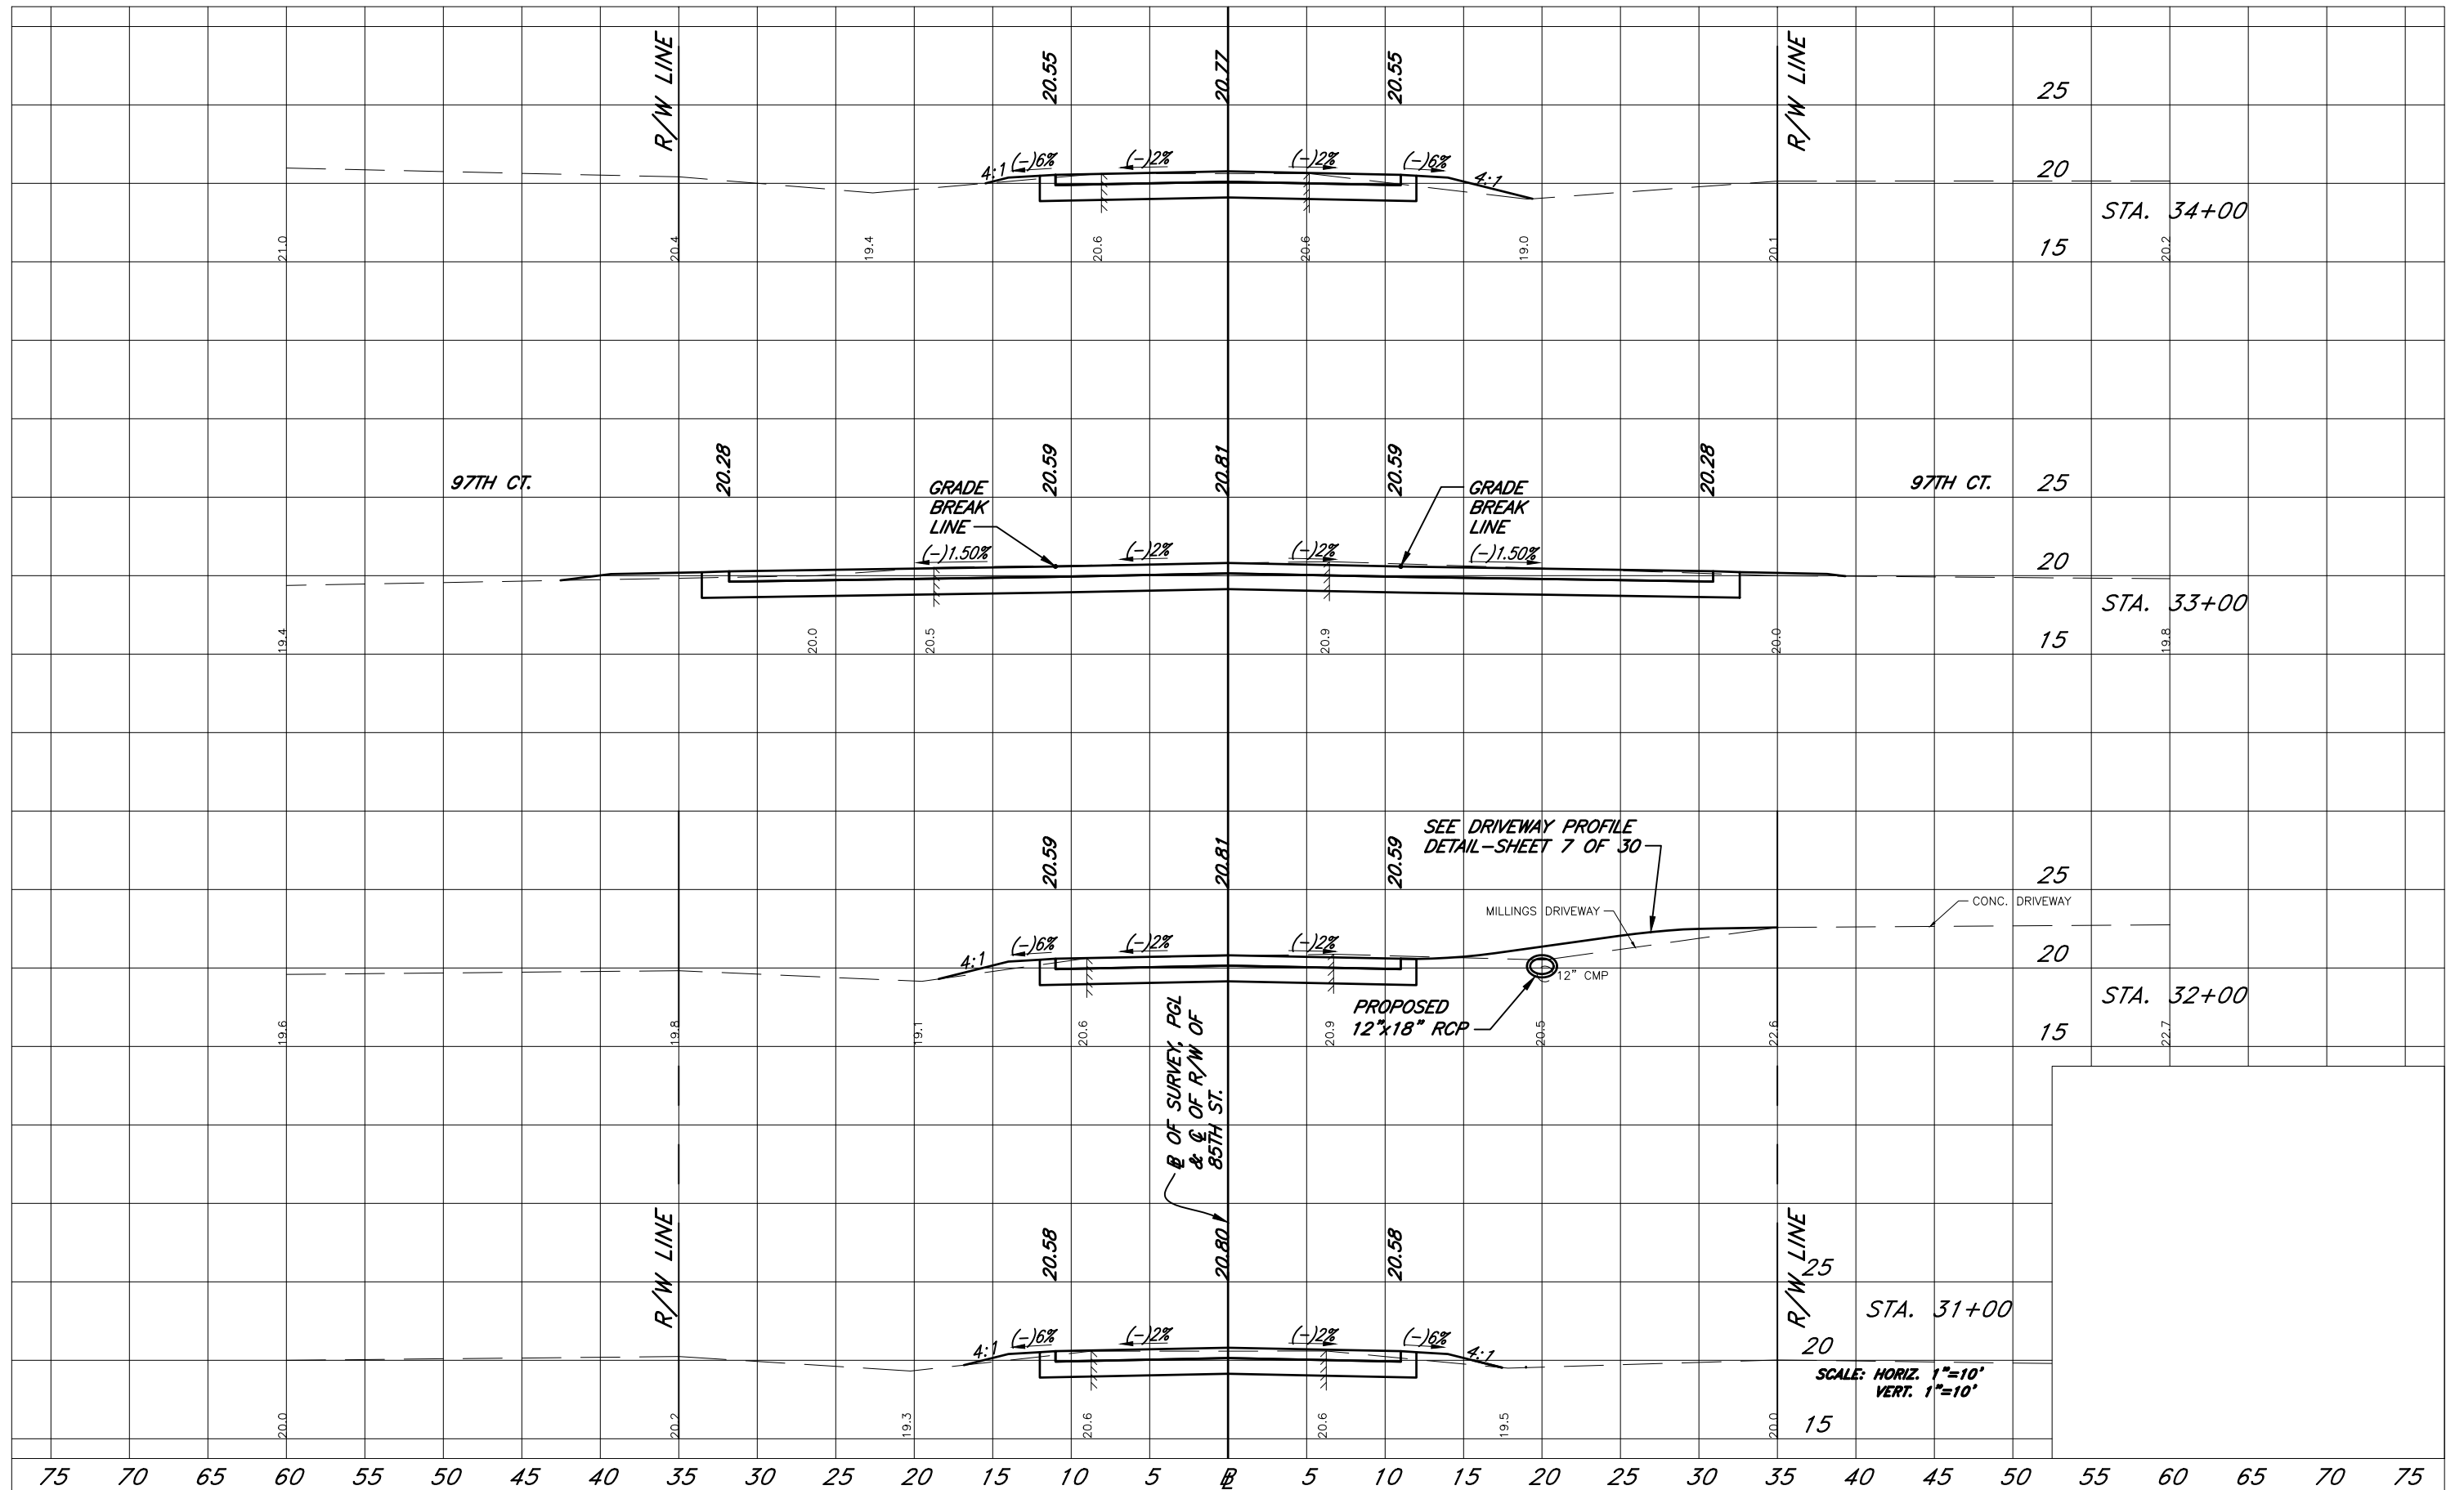 R/W LINE
20.55
20.77
20.55
R/W LINE
25
4:1
(-)6%
(-)2%
(-)2%
(-)6%
4:1
20
STA. 34+00
21.0
20.4
19.4
20.6
20.6
19.0
20.1
15
20.2
97TH CT.
20.28
20.59
20.81
20.59
20.28
97TH CT.
25
GRADE
BREAK
LINE
GRADE
BREAK
LINE
(-)1.50%
(-)2%
(-)2%
(-)1.50%
20
STA. 33+00
19.4
20.0
20.5
20.9
20.0
15
19.8
SEE DRIVEWAY PROFILE
DETAIL-SHEET 7 OF 30
20.59
20.81
20.59
25
MILLINGS DRIVEWAY
CONC. DRIVEWAY
4:1
(-)6%
(-)2%
(-)2%
20
12" CMP
STA. 32+00
PROPOSED
12"x18" RCP
19.6
19.8
19.1
20.6
20.9
20.5
22.6
15
22.7
℔ OF SURVEY, PGL
& ℄ OF R/W OF
85TH ST.
R/W LINE
20.58
20.80
20.58
R/W LINE
25
STA. 31+00
4:1
(-)6%
(-)2%
(-)2%
(-)6%
4:1
20
SCALE: HORIZ. 1"=10'
VERT. 1"=10'
20.0
20.2
19.3
20.6
20.6
19.5
20.0
15
75 70 65 60 55 50 45 40 35 30 25 20 15 10 5 ℔ 5 10 15 20 25 30 35 40 45 50 55 60 65 70 75